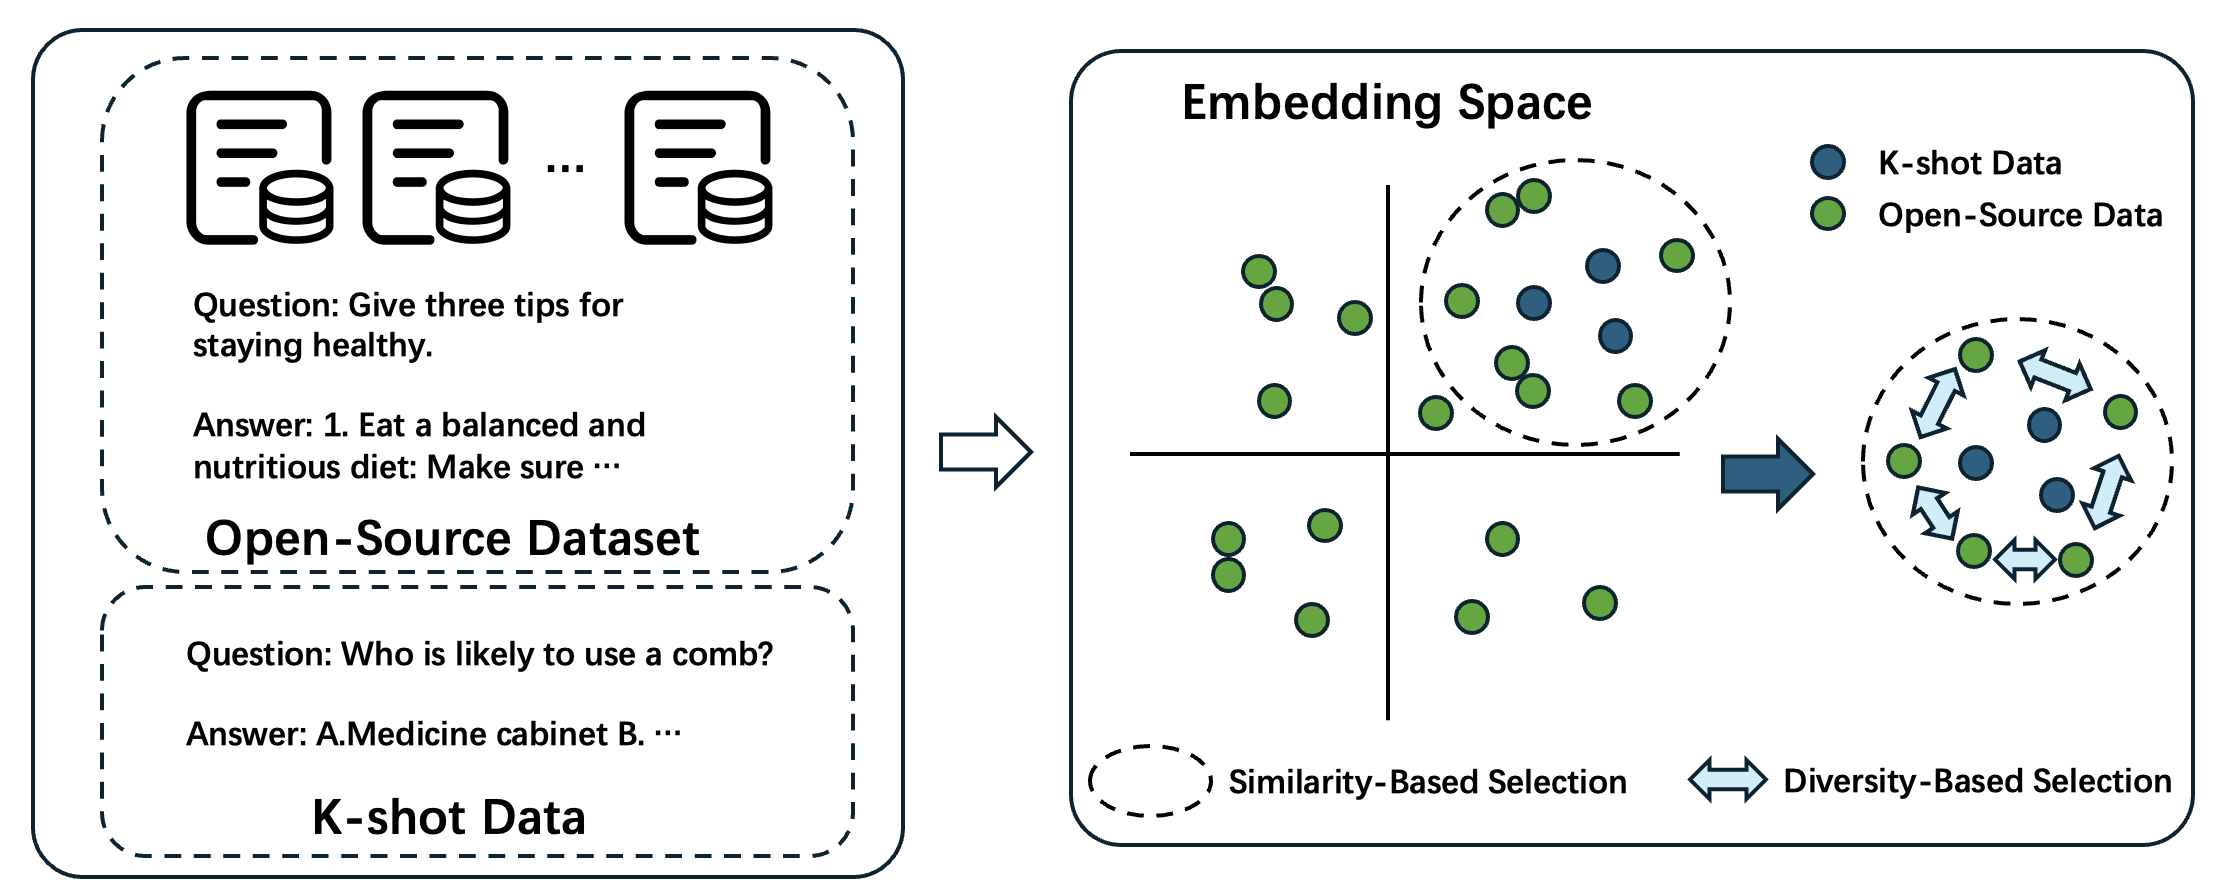 ...
Question: Give three tips for
staying healthy.
Answer: 1. Eat a balanced and
nutritious diet: Make sure ···
Open-Source Dataset
Question: Who is likely to use a comb?
Answer: A.Medicine cabinet B. ···
K-shot Data
Embedding Space
K-shot Data
Open-Source Data
Similarity-Based Selection
Diversity-Based Selection